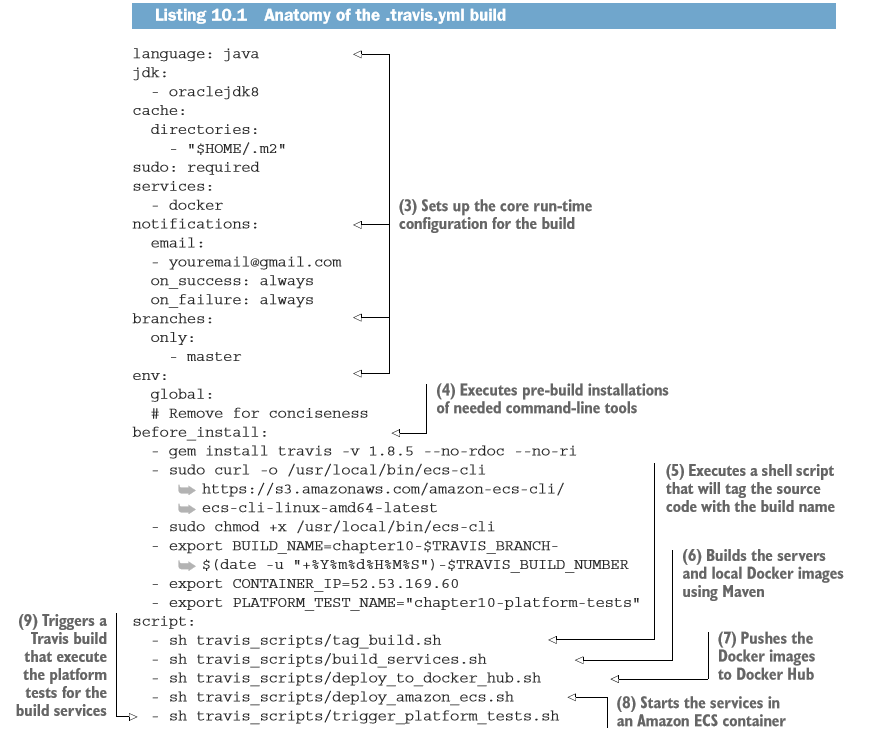 Listing 10.1 Anatomy of the .travis.yml build
language: java
jdk:
  - oraclejdk8
cache:
  directories:
    - "$HOME/.m2"
sudo: required
services:
  - docker
notifications:
  email:
  - youremail@gmail.com
  on_success: always
  on_failure: always
branches:
  only:
    - master
env:
  global:
  # Remove for conciseness
before_install:
  - gem install travis -v 1.8.5 --no-rdoc --no-ri
  - sudo curl -o /usr/local/bin/ecs-cli
    ➥ https://s3.amazonaws.com/amazon-ecs-cli/
    ➥ ecs-cli-linux-amd64-latest
  - sudo chmod +x /usr/local/bin/ecs-cli
  - export BUILD_NAME=chapter10-$TRAVIS_BRANCH-
    ➥ $(date -u "+%Y%m%d%H%M%S")-$TRAVIS_BUILD_NUMBER
  - export CONTAINER_IP=52.53.169.60
  - export PLATFORM_TEST_NAME="chapter10-platform-tests"
script:
  - sh travis_scripts/tag_build.sh
  - sh travis_scripts/build_services.sh
  - sh travis_scripts/deploy_to_docker_hub.sh
  - sh travis_scripts/deploy_amazon_ecs.sh
  - sh travis_scripts/trigger_platform_tests.sh
(3) Sets up the core run-time
configuration for the build
(4) Executes pre-build installations
of needed command-line tools
(5) Executes a shell script
that will tag the source
code with the build name
(6) Builds the servers
and local Docker images
using Maven
(7) Pushes the
Docker images
to Docker Hub
(8) Starts the services in
an Amazon ECS container
(9) Triggers a
Travis build
that execute
the platform
tests for the
build services